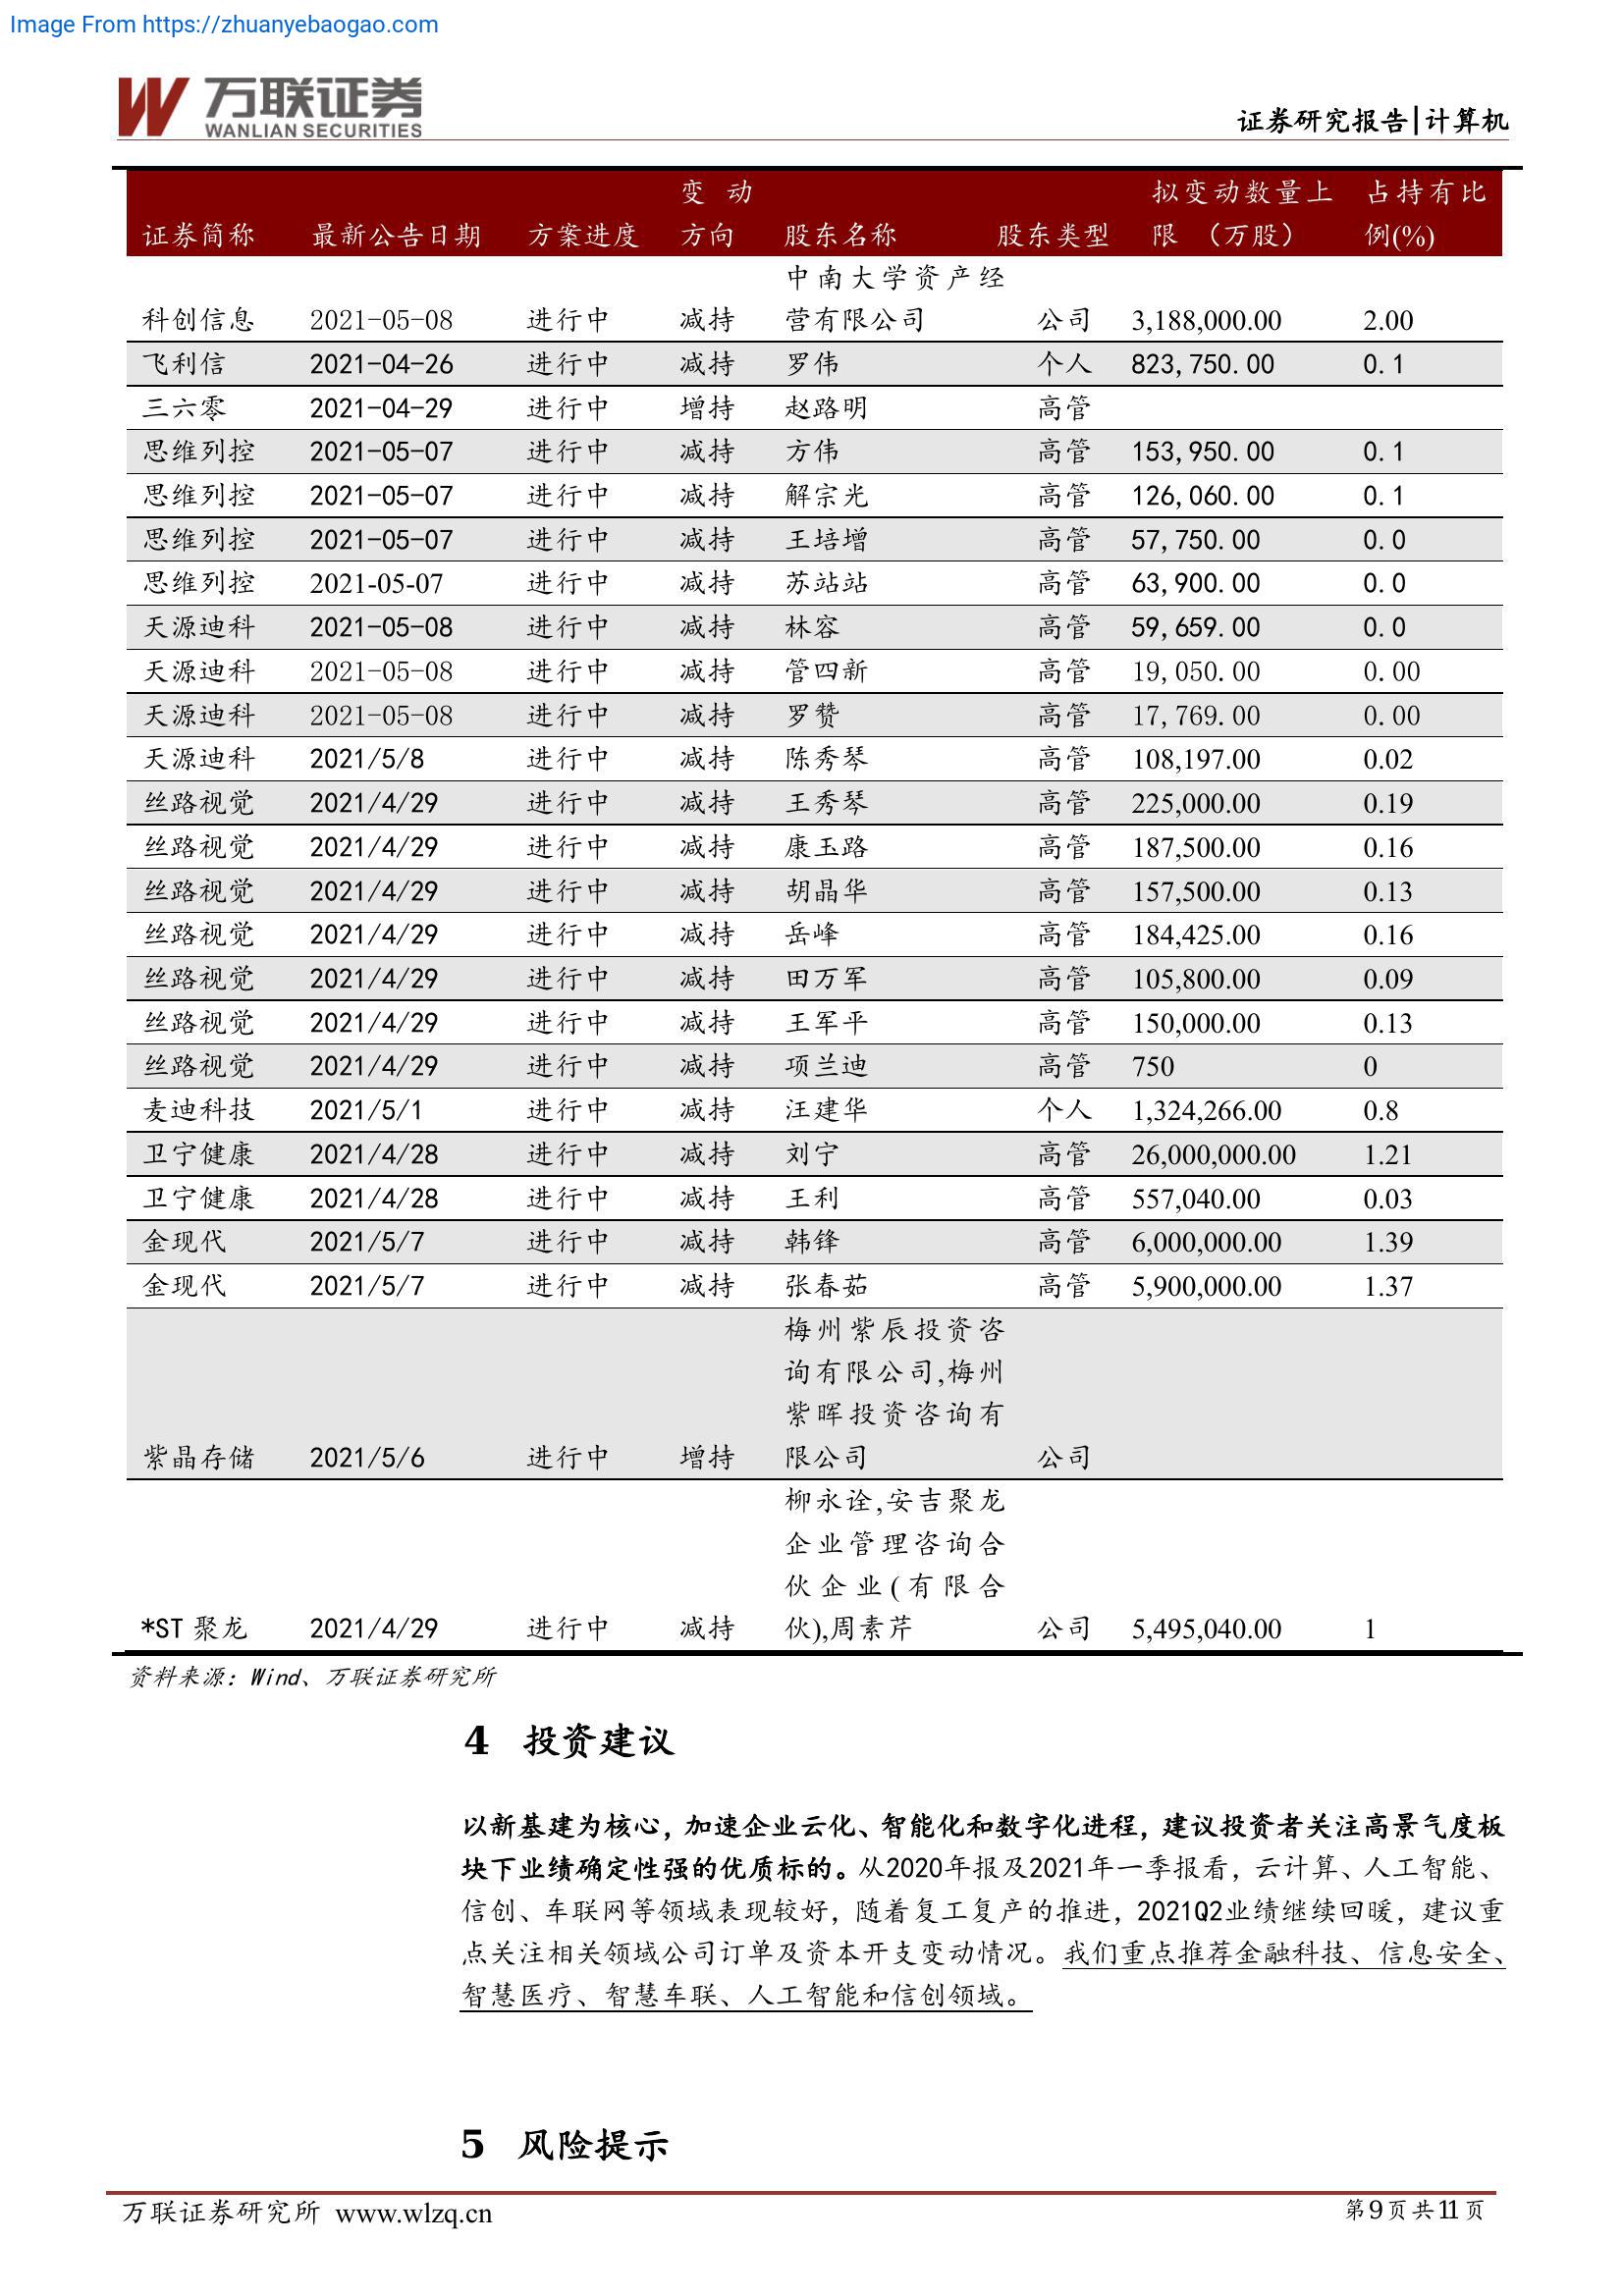 Image From https://zhuanyebaogao.com
万联证券
WANLIAN SECURITIES
证券研究报告|计算机
证券简称 最新公告日期 方案进度 变动方向 股东名称 股东类型 拟变动数量上限 （万股） 占持有比例(%)
科创信息 2021-05-08 进行中 减持 中南大学资产经营有限公司 公司 3,188,000.00 2.00
飞利信 2021-04-26 进行中 减持 罗伟 个人 823,750.00 0.1
三六零 2021-04-29 进行中 增持 赵路明 高管
思维列控 2021-05-07 进行中 减持 方伟 高管 153,950.00 0.1
思维列控 2021-05-07 进行中 减持 解宗光 高管 126,060.00 0.1
思维列控 2021-05-07 进行中 减持 王培增 高管 57,750.00 0.0
思维列控 2021-05-07 进行中 减持 苏站站 高管 63,900.00 0.0
天源迪科 2021-05-08 进行中 减持 林容 高管 59,659.00 0.0
天源迪科 2021-05-08 进行中 减持 管四新 高管 19,050.00 0.00
天源迪科 2021-05-08 进行中 减持 罗赞 高管 17,769.00 0.00
天源迪科 2021/5/8 进行中 减持 陈秀琴 高管 108,197.00 0.02
丝路视觉 2021/4/29 进行中 减持 王秀琴 高管 225,000.00 0.19
丝路视觉 2021/4/29 进行中 减持 康玉路 高管 187,500.00 0.16
丝路视觉 2021/4/29 进行中 减持 胡晶华 高管 157,500.00 0.13
丝路视觉 2021/4/29 进行中 减持 岳峰 高管 184,425.00 0.16
丝路视觉 2021/4/29 进行中 减持 田万军 高管 105,800.00 0.09
丝路视觉 2021/4/29 进行中 减持 王军平 高管 150,000.00 0.13
丝路视觉 2021/4/29 进行中 减持 项兰迪 高管 750 0
麦迪科技 2021/5/1 进行中 减持 汪建华 个人 1,324,266.00 0.8
卫宁健康 2021/4/28 进行中 减持 刘宁 高管 26,000,000.00 1.21
卫宁健康 2021/4/28 进行中 减持 王利 高管 557,040.00 0.03
金现代 2021/5/7 进行中 减持 韩锋 高管 6,000,000.00 1.39
金现代 2021/5/7 进行中 减持 张春茹 高管 5,900,000.00 1.37
紫晶存储 2021/5/6 进行中 增持 梅州紫辰投资咨询有限公司,梅州紫晖投资咨询有限公司 公司
*ST 聚龙 2021/4/29 进行中 减持 柳永诠,安吉聚龙企业管理咨询合伙企业(有限合伙),周素芹 公司 5,495,040.00 1
资料来源：Wind、万联证券研究所
4 投资建议
以新基建为核心，加速企业云化、智能化和数字化进程，建议投资者关注高景气度板
块下业绩确定性强的优质标的。从2020年报及2021年一季报看，云计算、人工智能、
信创、车联网等领域表现较好，随着复工复产的推进，2021Q2业绩继续回暖，建议重
点关注相关领域公司订单及资本开支变动情况。我们重点推荐金融科技、信息安全、
智慧医疗、智慧车联、人工智能和信创领域。
5 风险提示
万联证券研究所 www.wlzq.cn
第9页共11页